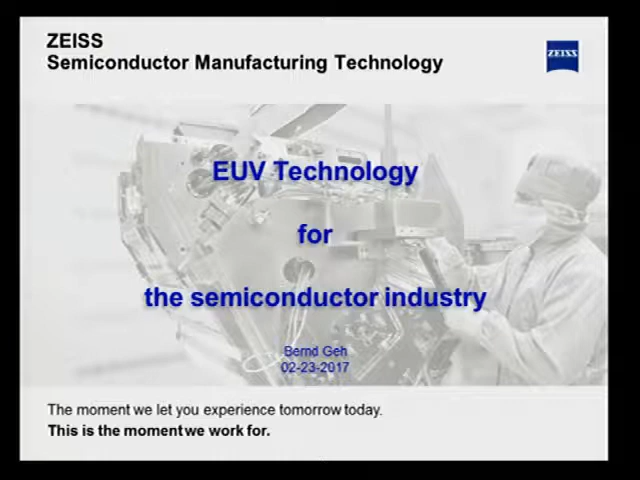 ZEISS
Semiconductor Manufacturing Technology
ZEISS
EUV Technology
for
the semiconductor industry
Bernd Geh
02-23-2017
The moment we let you experience tomorrow today.
This is the moment we work for.